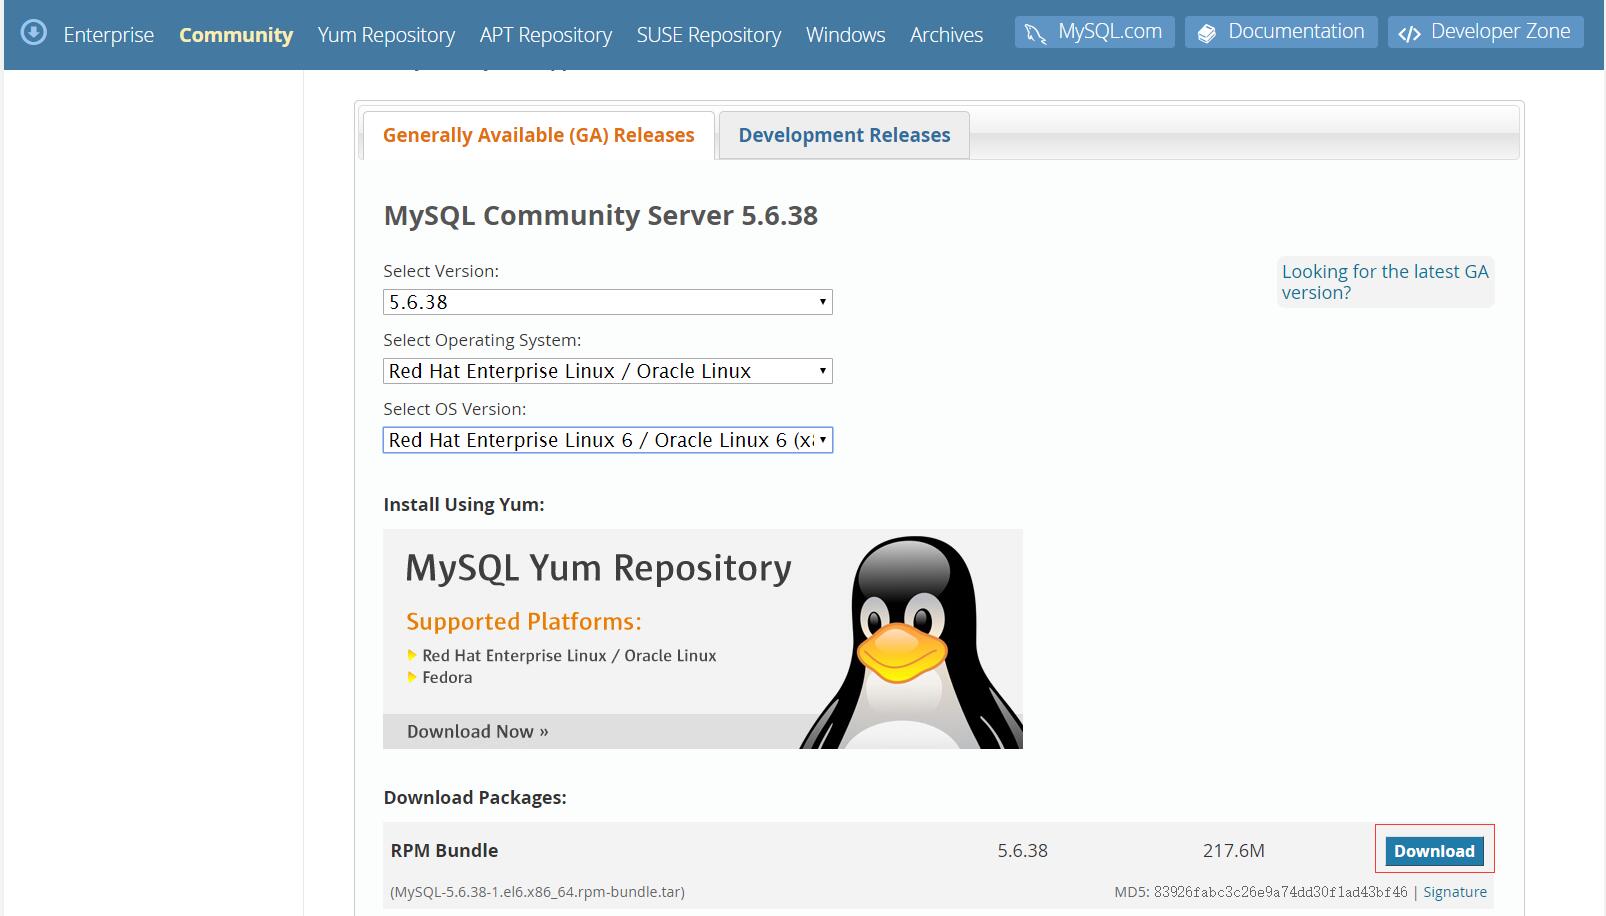 Enterprise Community Yum Repository APT Repository SUSE Repository Windows Archives MySQL.com Documentation Developer Zone
Generally Available (GA) Releases Development Releases
MySQL Community Server 5.6.38
Select Version:
Looking for the latest GA
version?
5.6.38
Select Operating System:
Red Hat Enterprise Linux / Oracle Linux
Select OS Version:
Red Hat Enterprise Linux 6 / Oracle Linux 6 (x
Install Using Yum:
MySQL Yum Repository
Supported Platforms:
Red Hat Enterprise Linux / Oracle Linux
Fedora
Download Now »
Download Packages:
RPM Bundle 5.6.38 217.6M Download
(MySQL-5.6.38-1.el6.x86_64.rpm-bundle.tar) MD5: 83926fabc3c26e9a74dd30f1ad43bf46 | Signature